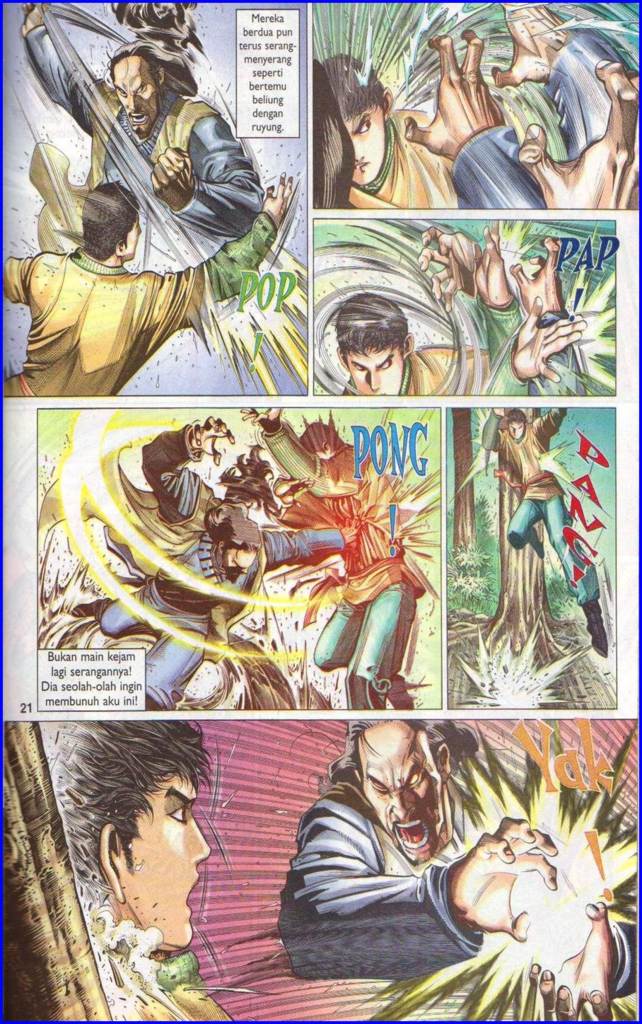 Mereka
berdua pun
terus serang-
menyerang
seperti
bertemu
beliung
dengan
ruyung.
POP
!
PAP
!
PONG
!
PONG!
Bukan main kejam
lagi serangannya!
Dia seolah-olah ingin
membunuh aku ini!
21
Yak
!